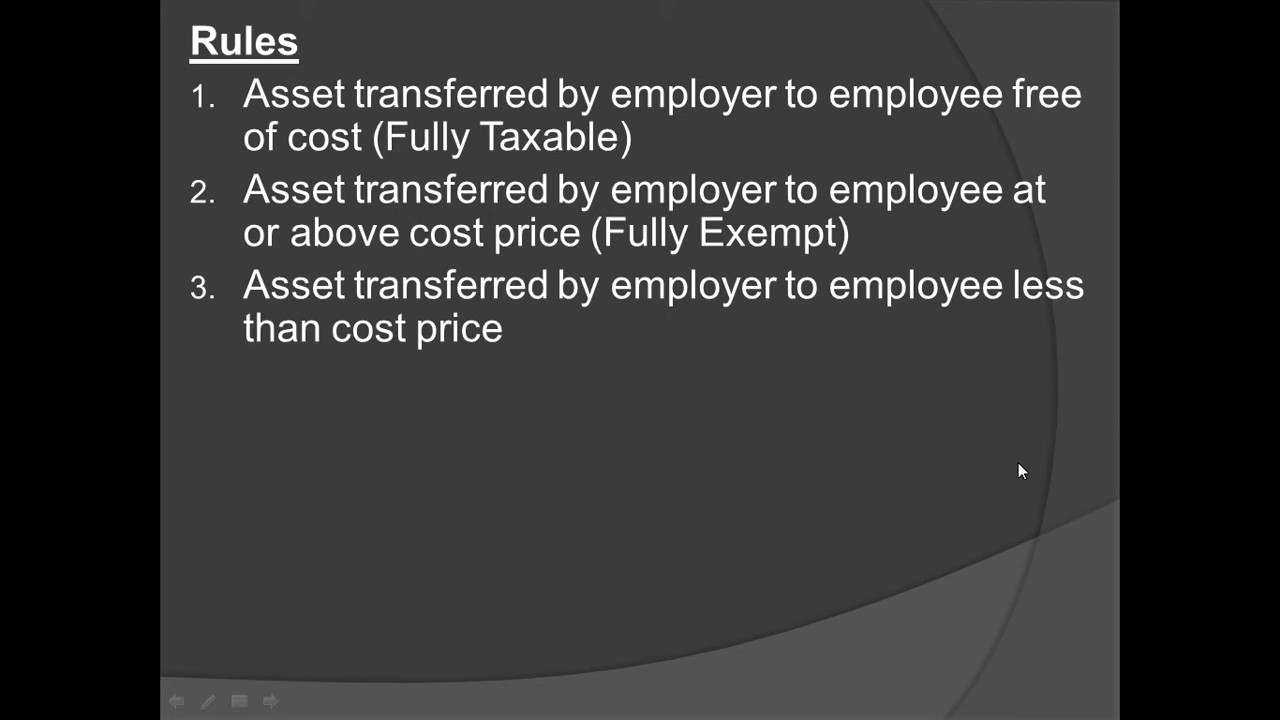 Rules
1. Asset transferred by employer to employee free
of cost (Fully Taxable)
2. Asset transferred by employer to employee at
or above cost price (Fully Exempt)
3. Asset transferred by employer to employee less
than cost price